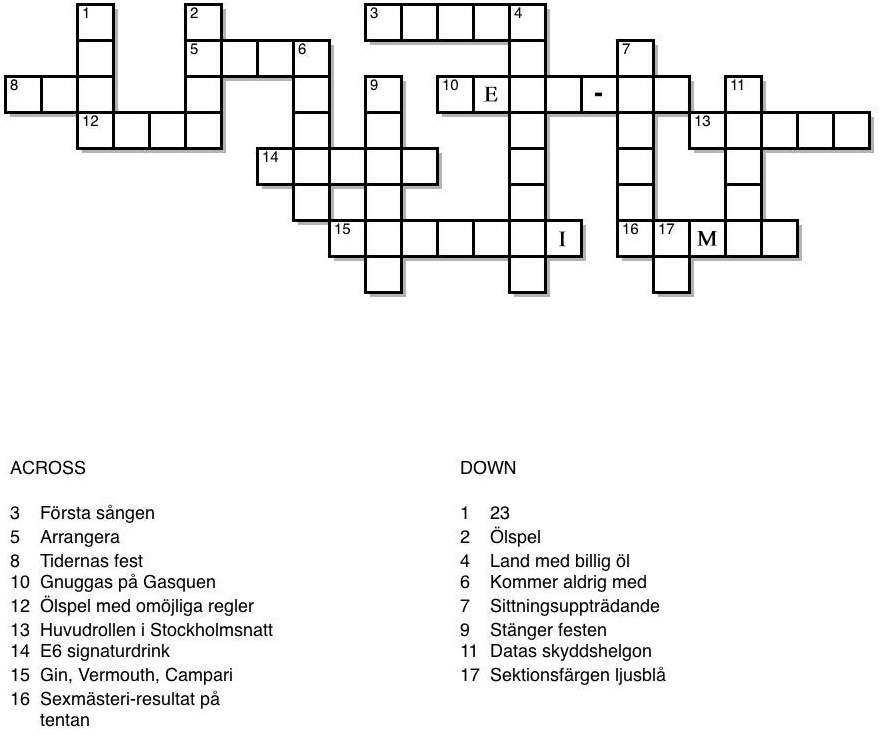 1 2 3 4
5 6 7
8 9 10 E - 11
12 13
14
15 I 16 17 M
ACROSS
3 Första sången
5 Arrangera
8 Tidernas fest
10 Gnuggas på Gasquen
12 Ölspel med omöjliga regler
13 Huvudrollen i Stockholmsnatt
14 E6 signaturdrink
15 Gin, Vermouth, Campari
16 Sexmästeri-resultat på
tentan
DOWN
1 23
2 Ölspel
4 Land med billig öl
6 Kommer aldrig med
7 Sittningsuppträdande
9 Stänger festen
11 Datas skyddshelgon
17 Sektionsfärgen ljusblå